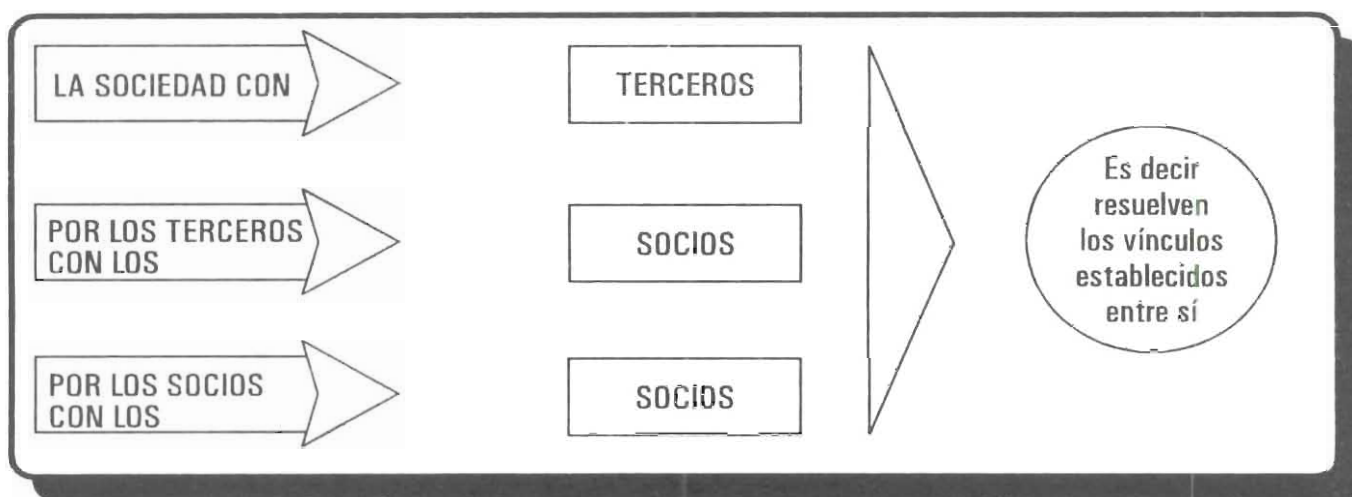 LA SOCIEDAD CON
TERCEROS
POR LOS TERCEROS
CON LOS
SOCIOS
POR LOS SOCIOS
CON LOS
SOCIOS
Es decir
resuelven
los vínculos
establecidos
entre sí